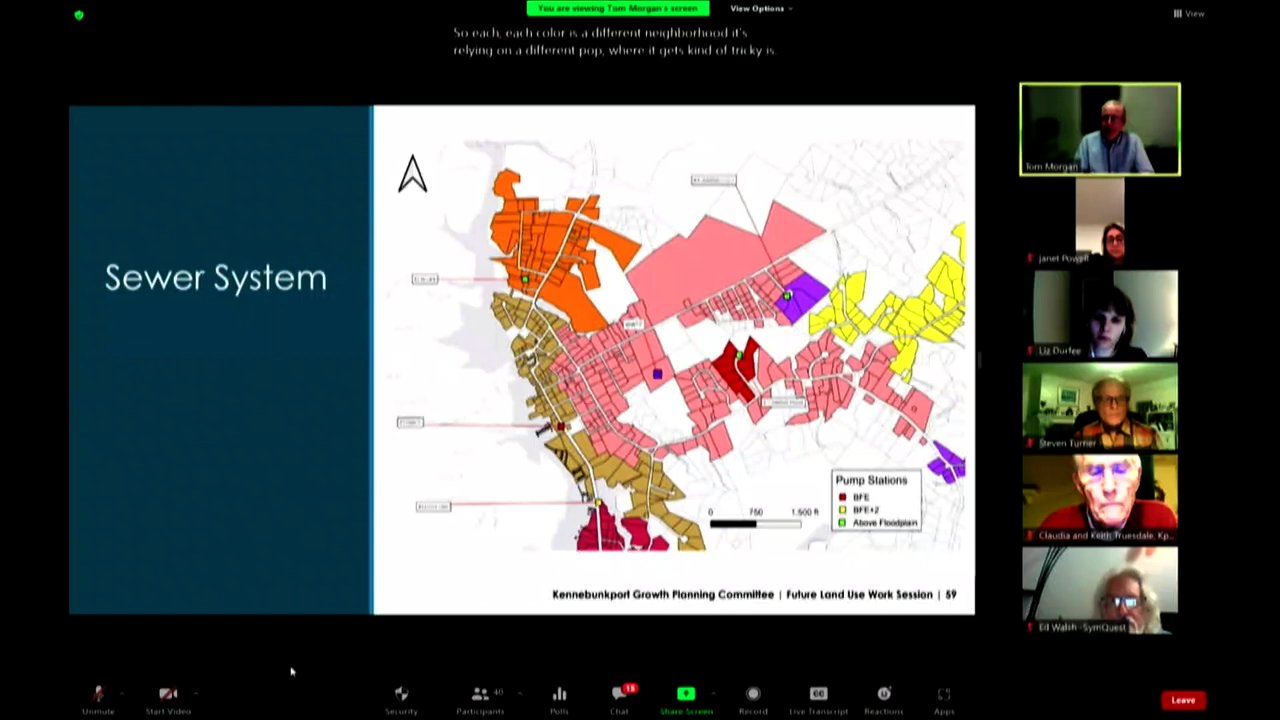 You are viewing Tom Morgan's screen
View Options
View
So each, each color is a different neighborhood it's
relying on a different pop, where it gets kind of tricky is.
Sewer System
Pump Stations
BFE
BFE+2
Above Floodplain
0 750 1,500 ft
Kennebunkport Growth Planning Committee | Future Land Use Work Session | 59
Tom Morgan
Janet Powell
Liz Durfee
Steven Turner
Claudia and Keith Truesdale, Kp...
Ed Walsh -SymQuest
Unmute
Start Video
Security
Participants
40
Polls
Chat
18
Share Screen
Record
CC
Live Transcript
Reactions
Apps
Leave